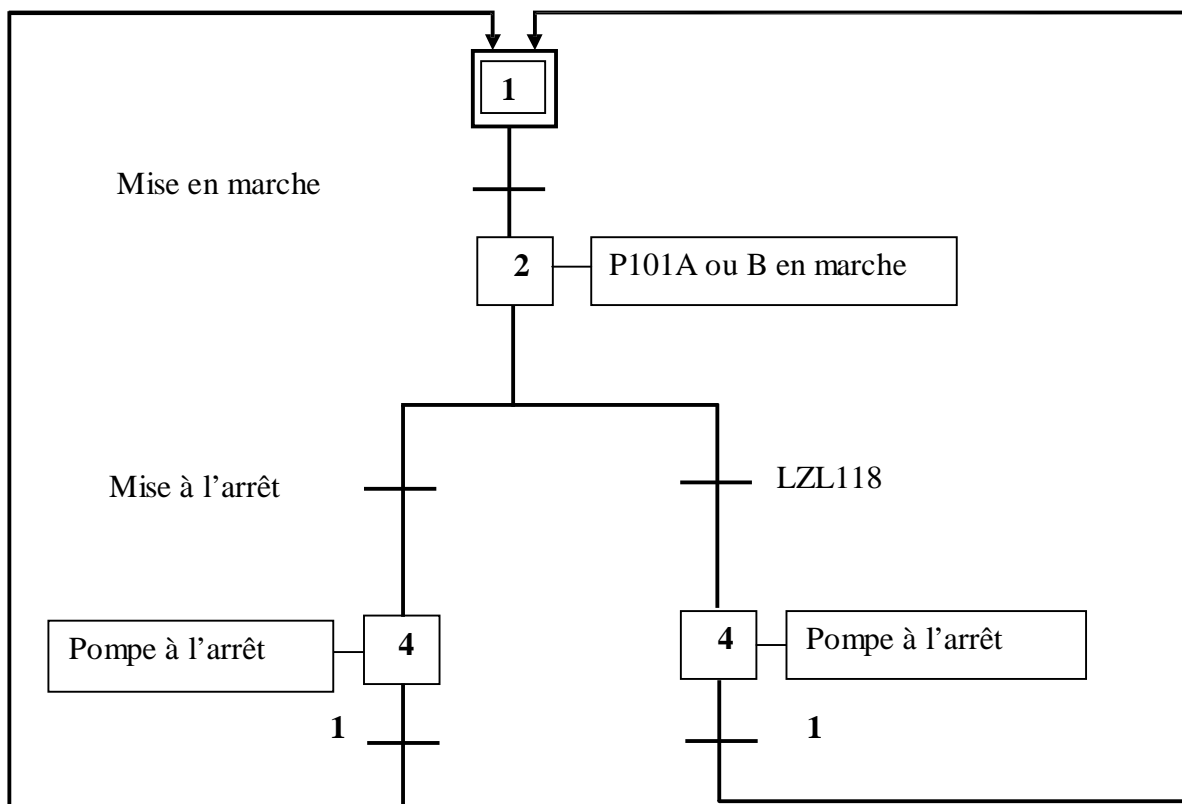 1
Mise en marche
2
P101A ou B en marche
Mise à l’arrêt
LZL118
Pompe à l’arrêt
4
4
Pompe à l’arrêt
1
1